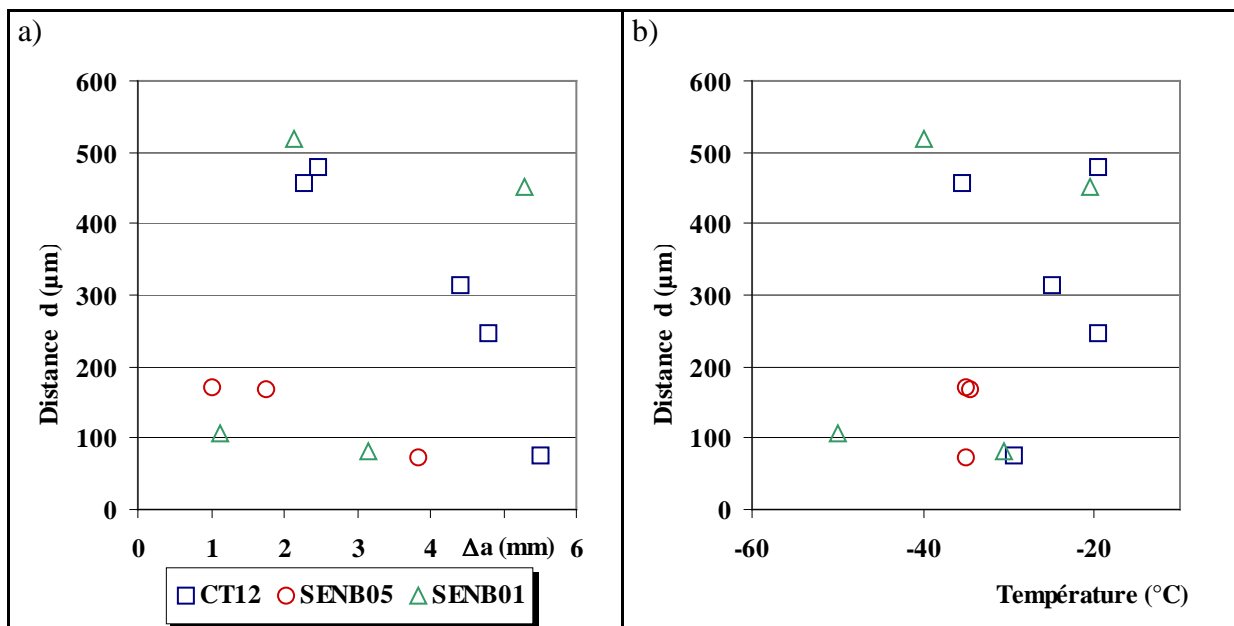 a)
600
500
400
300
200
100
0
Distance d (µm)
0 1 2 3 4 Δa (mm) 6
CT12 SENB05 SENB01
b)
600
500
400
300
200
100
0
Distance d (µm)
-60 -40 -20
Température (°C)